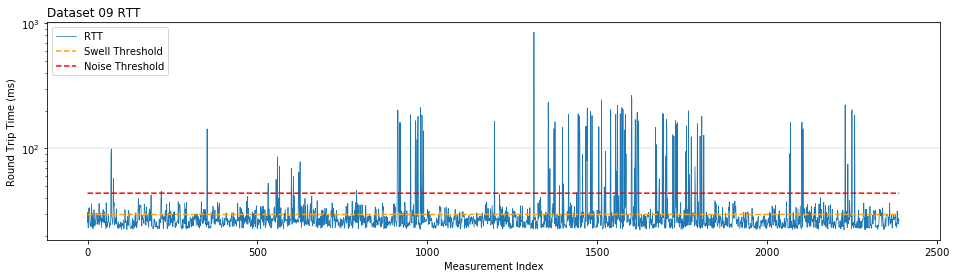 Dataset 09 RTT
RTT
Swell Threshold
Noise Threshold
Round Trip Time (ms)
10³
10²
0 500 1000 1500 2000 2500
Measurement Index